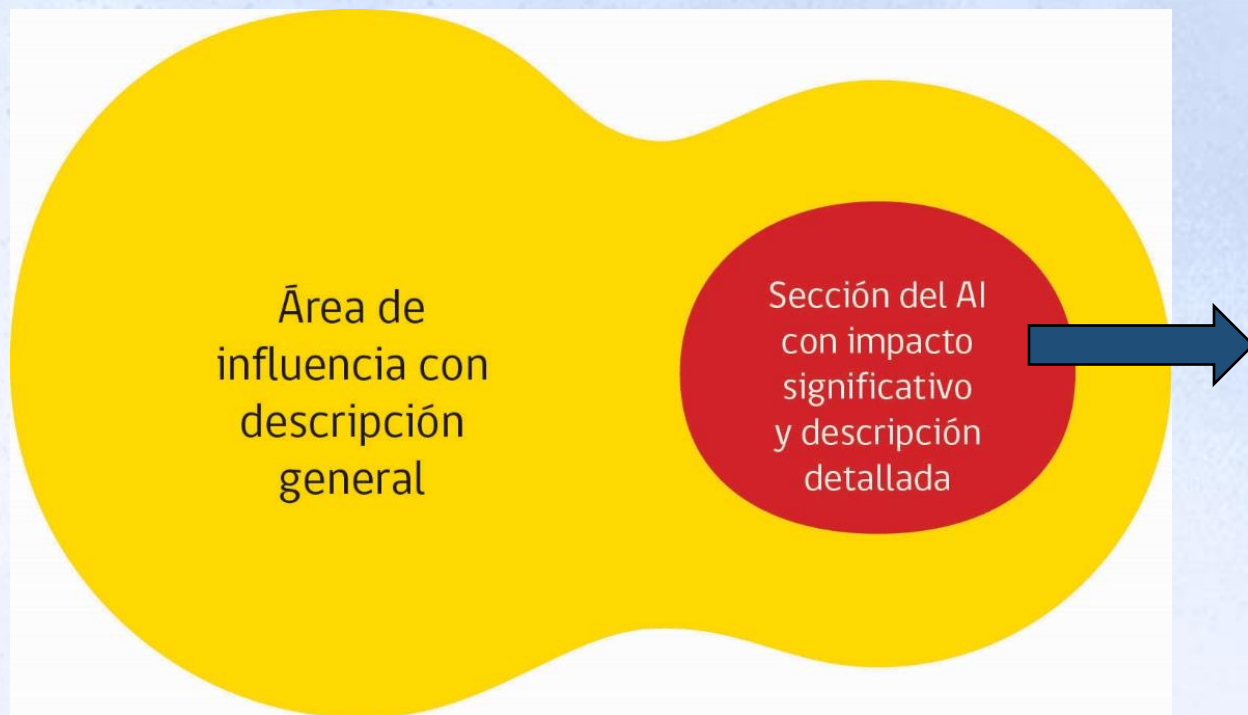 Área de
influencia con
descripción
general
Sección del AI
con impacto
significativo
y descripción
detallada